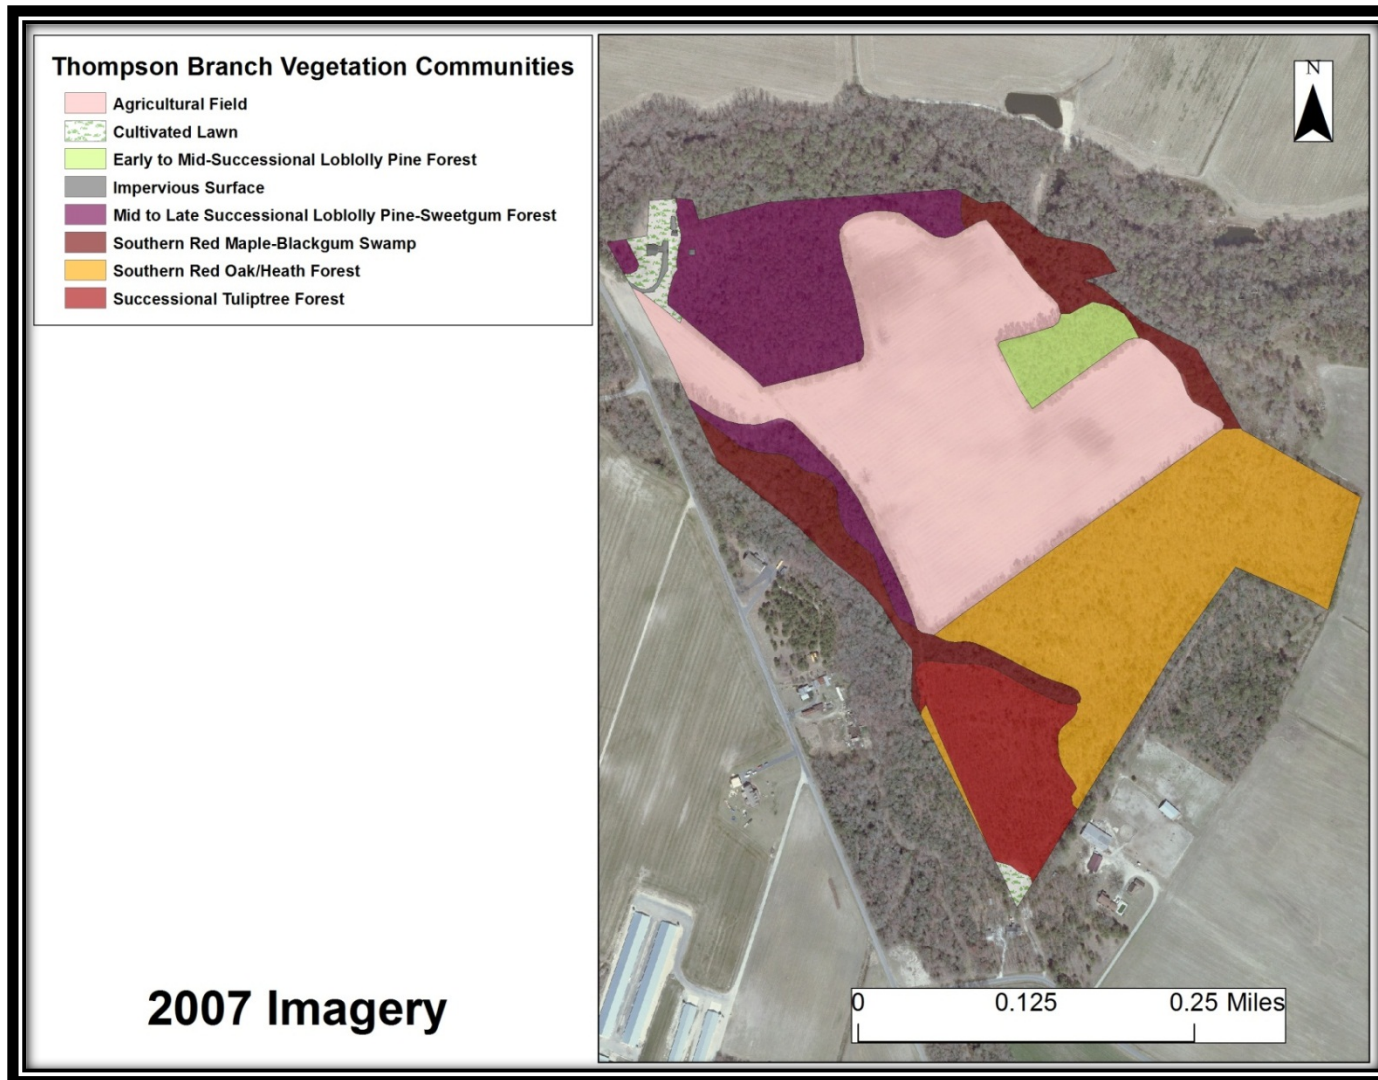 Thompson Branch Vegetation Communities
Agricultural Field
Cultivated Lawn
Early to Mid-Successional Loblolly Pine Forest
Impervious Surface
Mid to Late Successional Loblolly Pine-Sweetgum Forest
Southern Red Maple-Blackgum Swamp
Southern Red Oak/Heath Forest
Successional Tuliptree Forest
N
2007 Imagery
0 0.125 0.25 Miles